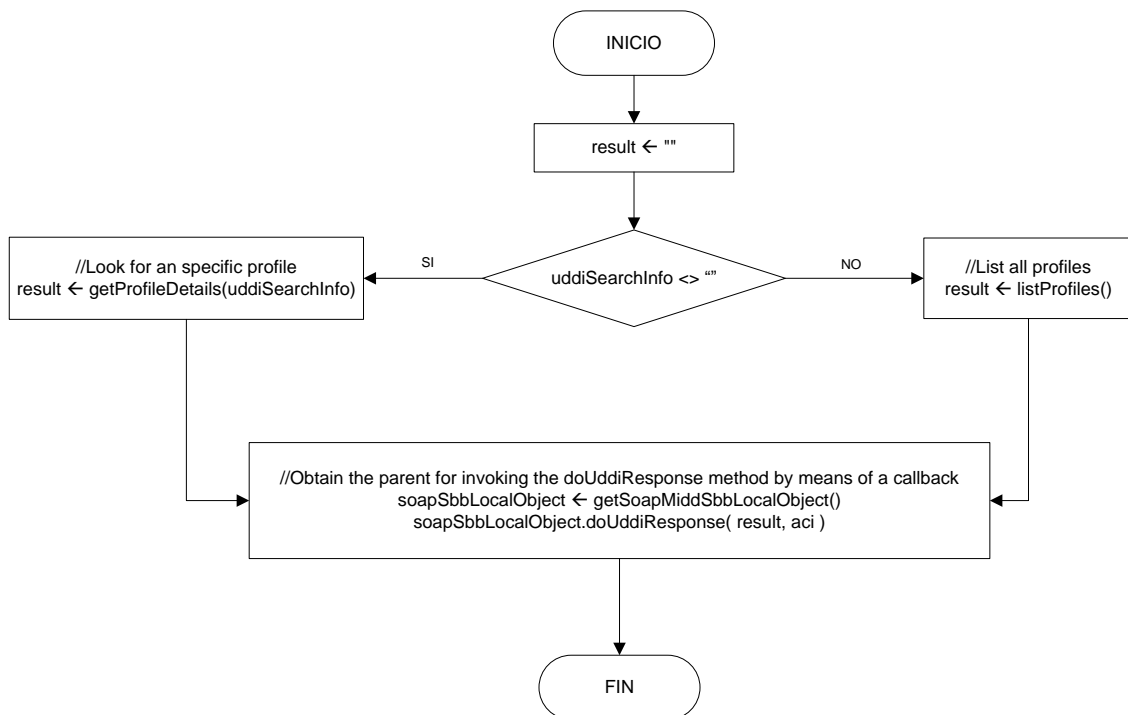 INICIO
result ← ""
uddiSearchInfo <> “”
SI
NO
//Look for an specific profile
result ← getProfileDetails(uddiSearchInfo)
//List all profiles
result ← listProfiles()
//Obtain the parent for invoking the doUddiResponse method by means of a callback
soapSbbLocalObject ← getSoapMiddSbbLocalObject()
soapSbbLocalObject.doUddiResponse( result, aci )
FIN